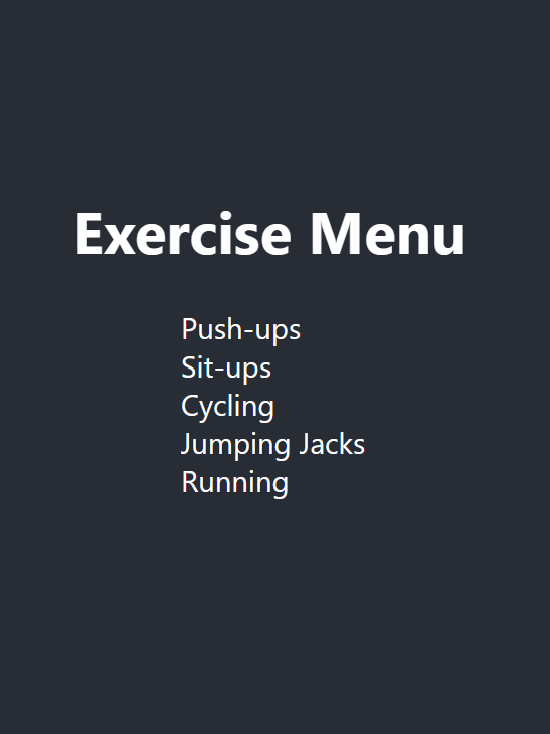 Exercise Menu
Push-ups
Sit-ups
Cycling
Jumping Jacks
Running